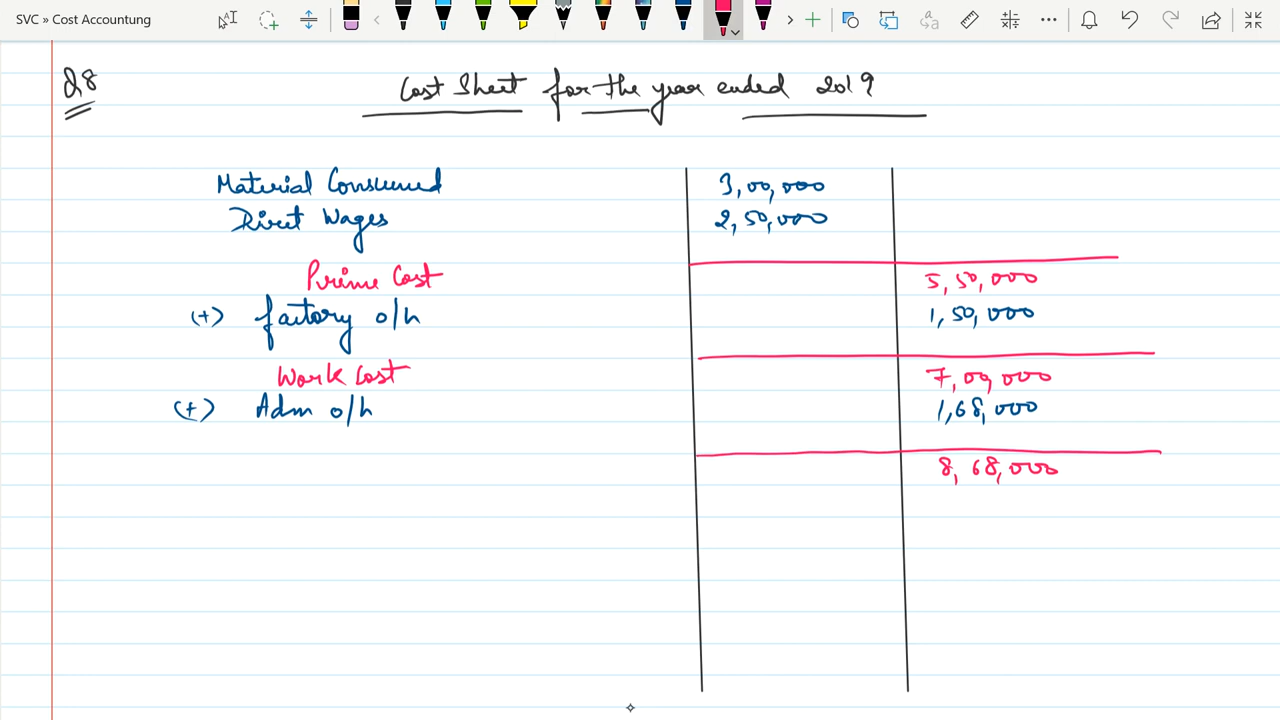 SVC » Cost Accountung
Q8
Cost Sheet for the year ended 2019
Material Consumed 3,00,000
Direct Wages 2,50,000
Prime Cost 5,50,000
(+) factory o/h 1,50,000
Work Cost 7,00,000
(+) Adm o/h 1,68,000
8,68,000